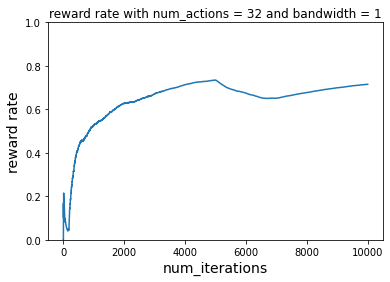 reward rate with num_actions = 32 and bandwidth = 1
1.0
0.8
0.6
0.4
0.2
0.0
reward rate
0 2000 4000 6000 8000 10000
num_iterations